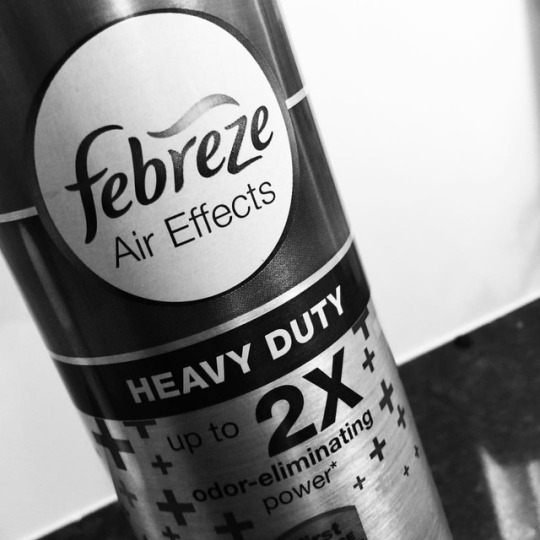 febreze
Air Effects
HEAVY DUTY
up to 2X
odor-eliminating
power*